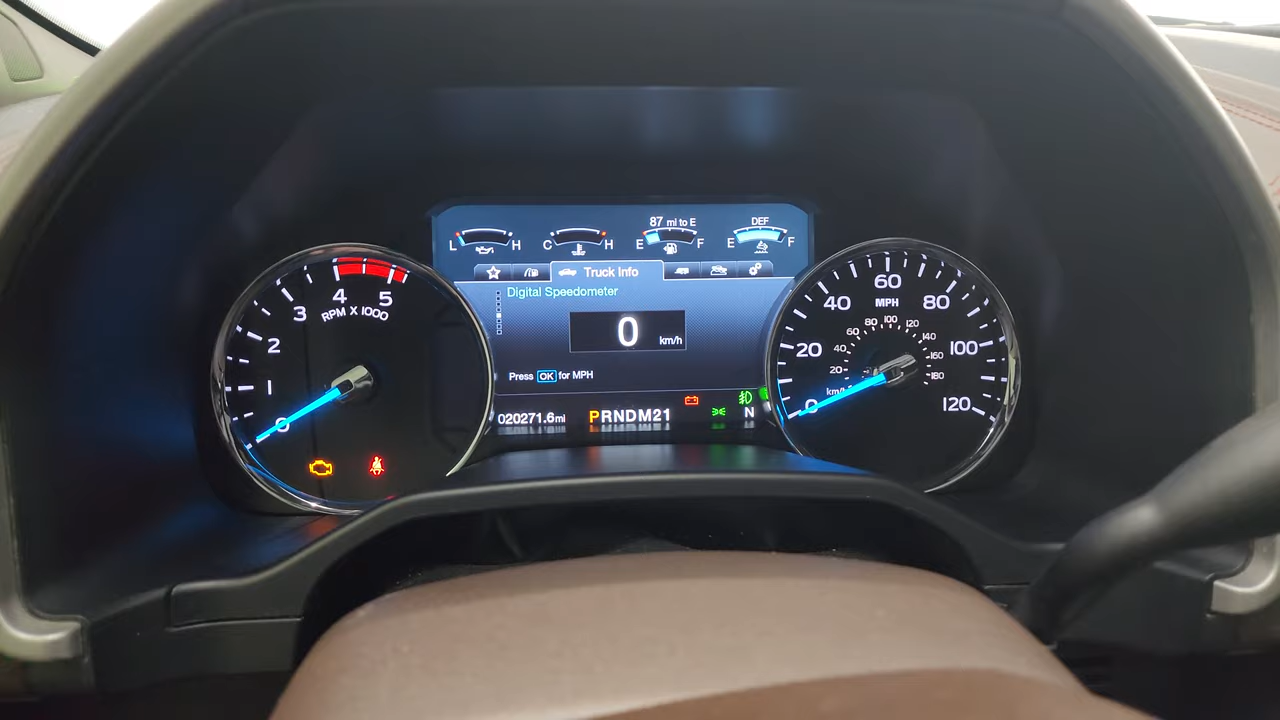 87 mi to E
DEF
L H
C H
E F
E F
Truck Info
Digital Speedometer
0
km/h
Press OK for MPH
020271.6mi
PRNDM21
N
0
1
2
3
4
5
RPM X 1000
0
20
40
60
80
100
120
MPH
km/h
20
40
60
80
100
120
140
160
180